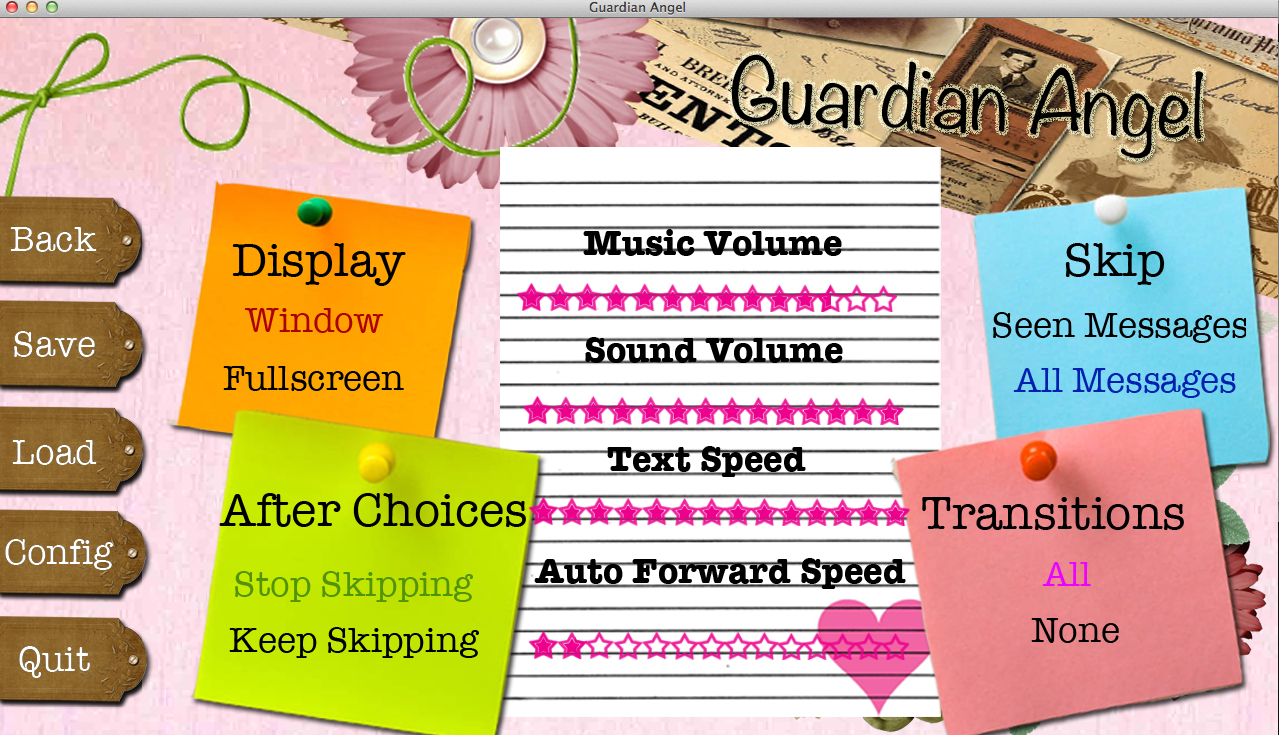 Guardian Angel
Guardian Angel
Back
Save
Load
Config
Quit
Display
Window
Fullscreen
After Choices
Stop Skipping
Keep Skipping
Music Volume
Sound Volume
Text Speed
Auto Forward Speed
Skip
Seen Messages
All Messages
Transitions
All
None